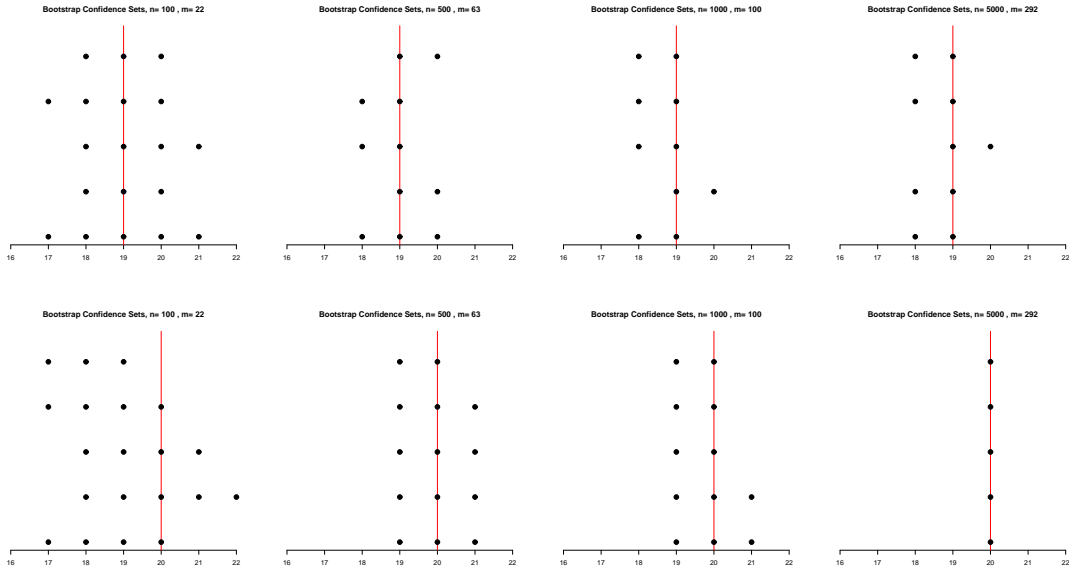 Bootstrap Confidence Sets, n= 100 , m= 22
16 17 18 19 20 21 22
Bootstrap Confidence Sets, n= 500 , m= 63
16 17 18 19 20 21 22
Bootstrap Confidence Sets, n= 1000 , m= 100
16 17 18 19 20 21 22
Bootstrap Confidence Sets, n= 5000 , m= 292
16 17 18 19 20 21 22
Bootstrap Confidence Sets, n= 100 , m= 22
16 17 18 19 20 21 22
Bootstrap Confidence Sets, n= 500 , m= 63
16 17 18 19 20 21 22
Bootstrap Confidence Sets, n= 1000 , m= 100
16 17 18 19 20 21 22
Bootstrap Confidence Sets, n= 5000 , m= 292
16 17 18 19 20 21 22